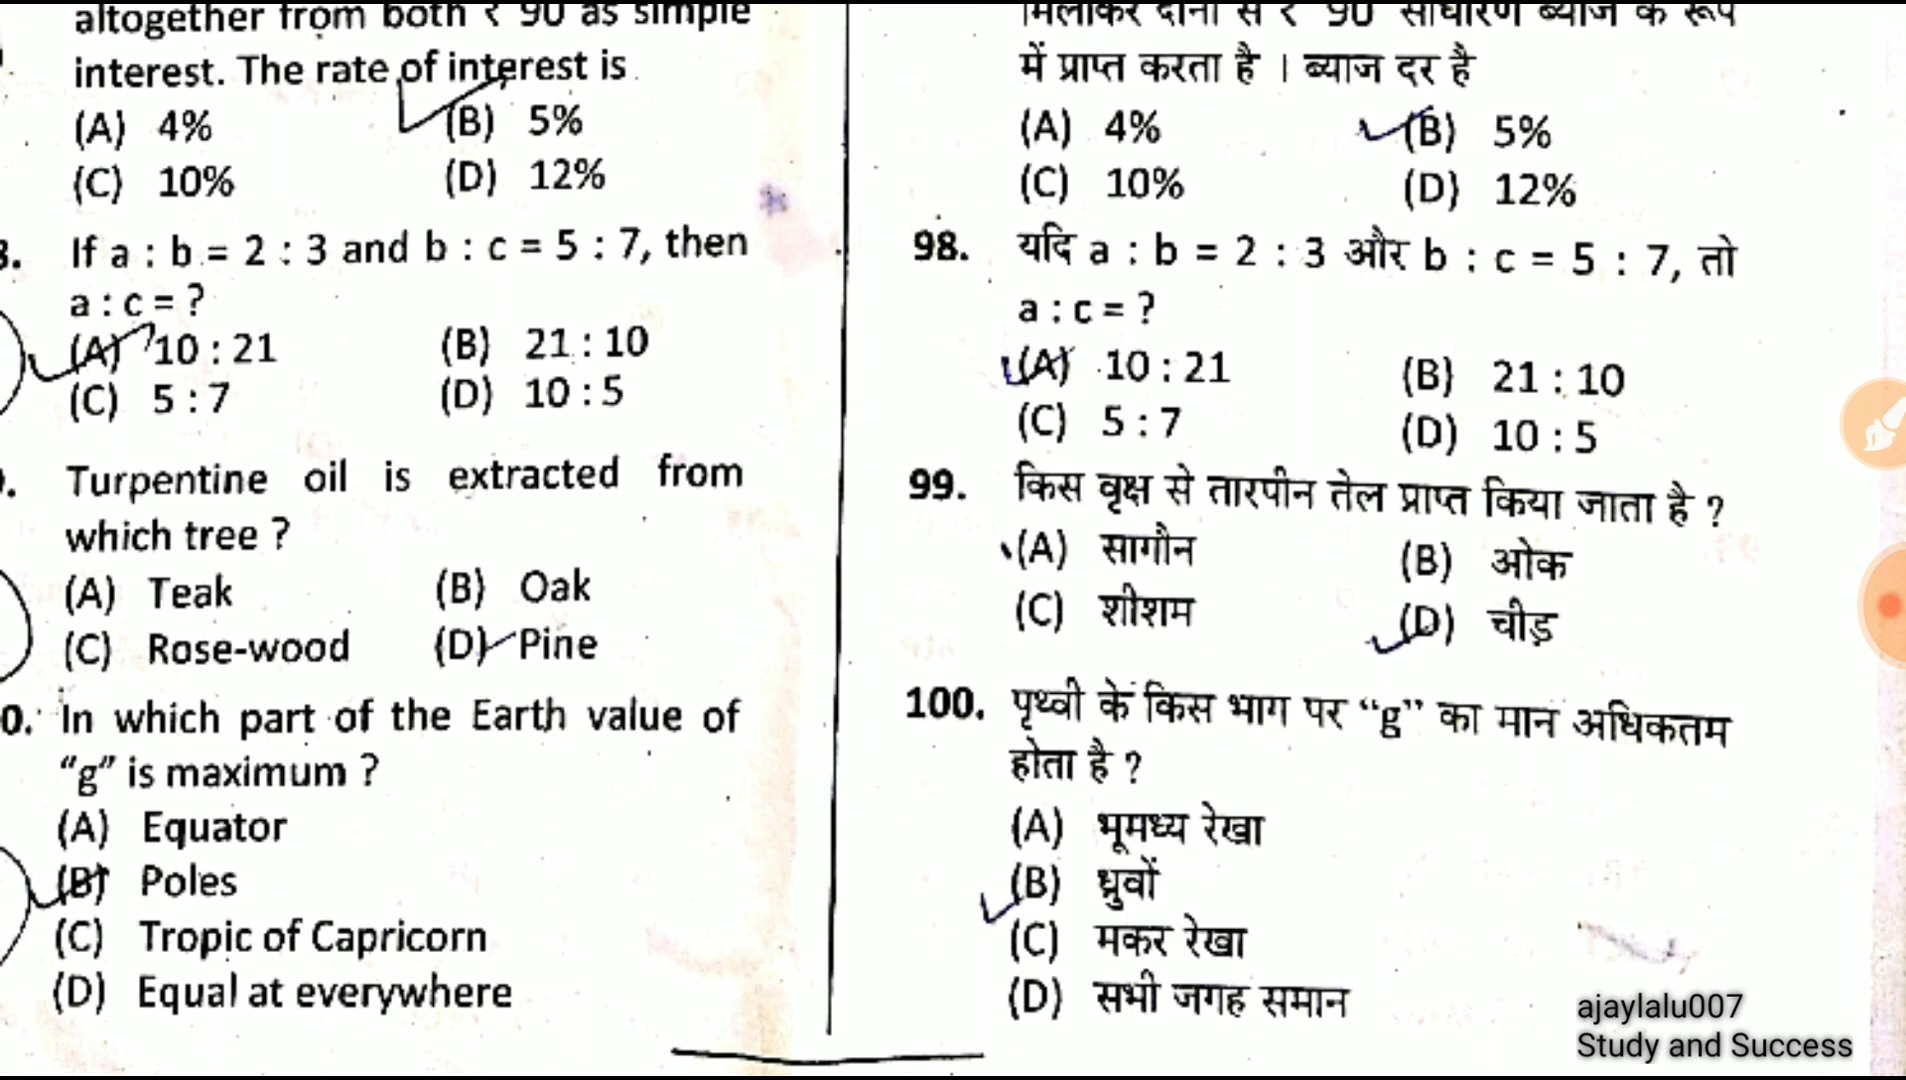 altogether from both ₹ 90 as simple
interest. The rate of interest is
(A) 4% (B) 5%
(C) 10% (D) 12%
3. If a : b = 2 : 3 and b : c = 5 : 7, then
a : c = ?
(A) 10 : 21 (B) 21 : 10
(C) 5 : 7 (D) 10 : 5
. Turpentine oil is extracted from
which tree ?
(A) Teak (B) Oak
(C) Rose-wood (D) Pine
0. In which part of the Earth value of
“g” is maximum ?
(A) Equator
(B) Poles
(C) Tropic of Capricorn
(D) Equal at everywhere
मिलाकर दोनों से ₹ 90 साधारण ब्याज के रूप
में प्राप्त करता है । ब्याज दर है
(A) 4% (B) 5%
(C) 10% (D) 12%
98. यदि a : b = 2 : 3 और b : c = 5 : 7, तो
a : c = ?
(A) 10 : 21 (B) 21 : 10
(C) 5 : 7 (D) 10 : 5
99. किस वृक्ष से तारपीन तेल प्राप्त किया जाता है ?
(A) सागौन (B) ओक
(C) शीशम (D) चीड़
100. पृथ्वी के किस भाग पर “g” का मान अधिकतम
होता है ?
(A) भूमध्य रेखा
(B) ध्रुवों
(C) मकर रेखा
(D) सभी जगह समान
ajaylalu007
Study and Success